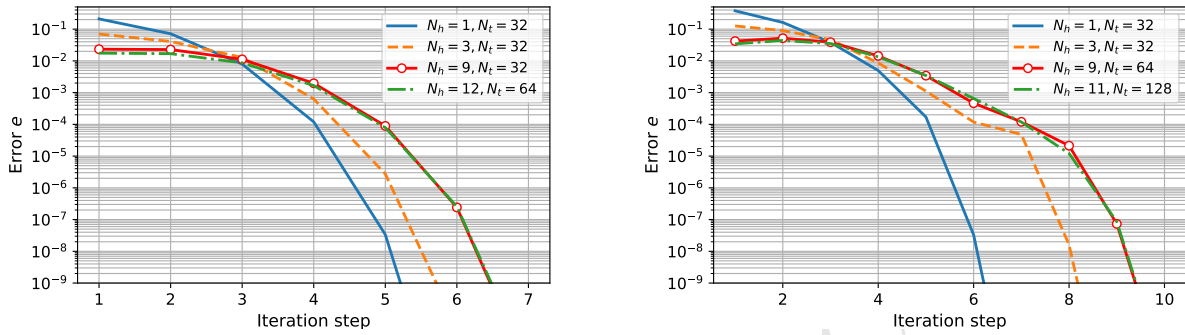 Error e
10⁻¹
10⁻²
10⁻³
10⁻⁴
10⁻⁵
10⁻⁶
10⁻⁷
10⁻⁸
10⁻⁹
N_h = 1, N_t = 32
N_h = 3, N_t = 32
N_h = 9, N_t = 32
N_h = 12, N_t = 64
1 2 3 4 5 6 7
Iteration step
Error e
10⁻¹
10⁻²
10⁻³
10⁻⁴
10⁻⁵
10⁻⁶
10⁻⁷
10⁻⁸
10⁻⁹
N_h = 1, N_t = 32
N_h = 3, N_t = 32
N_h = 9, N_t = 64
N_h = 11, N_t = 128
2 4 6 8 10
Iteration step